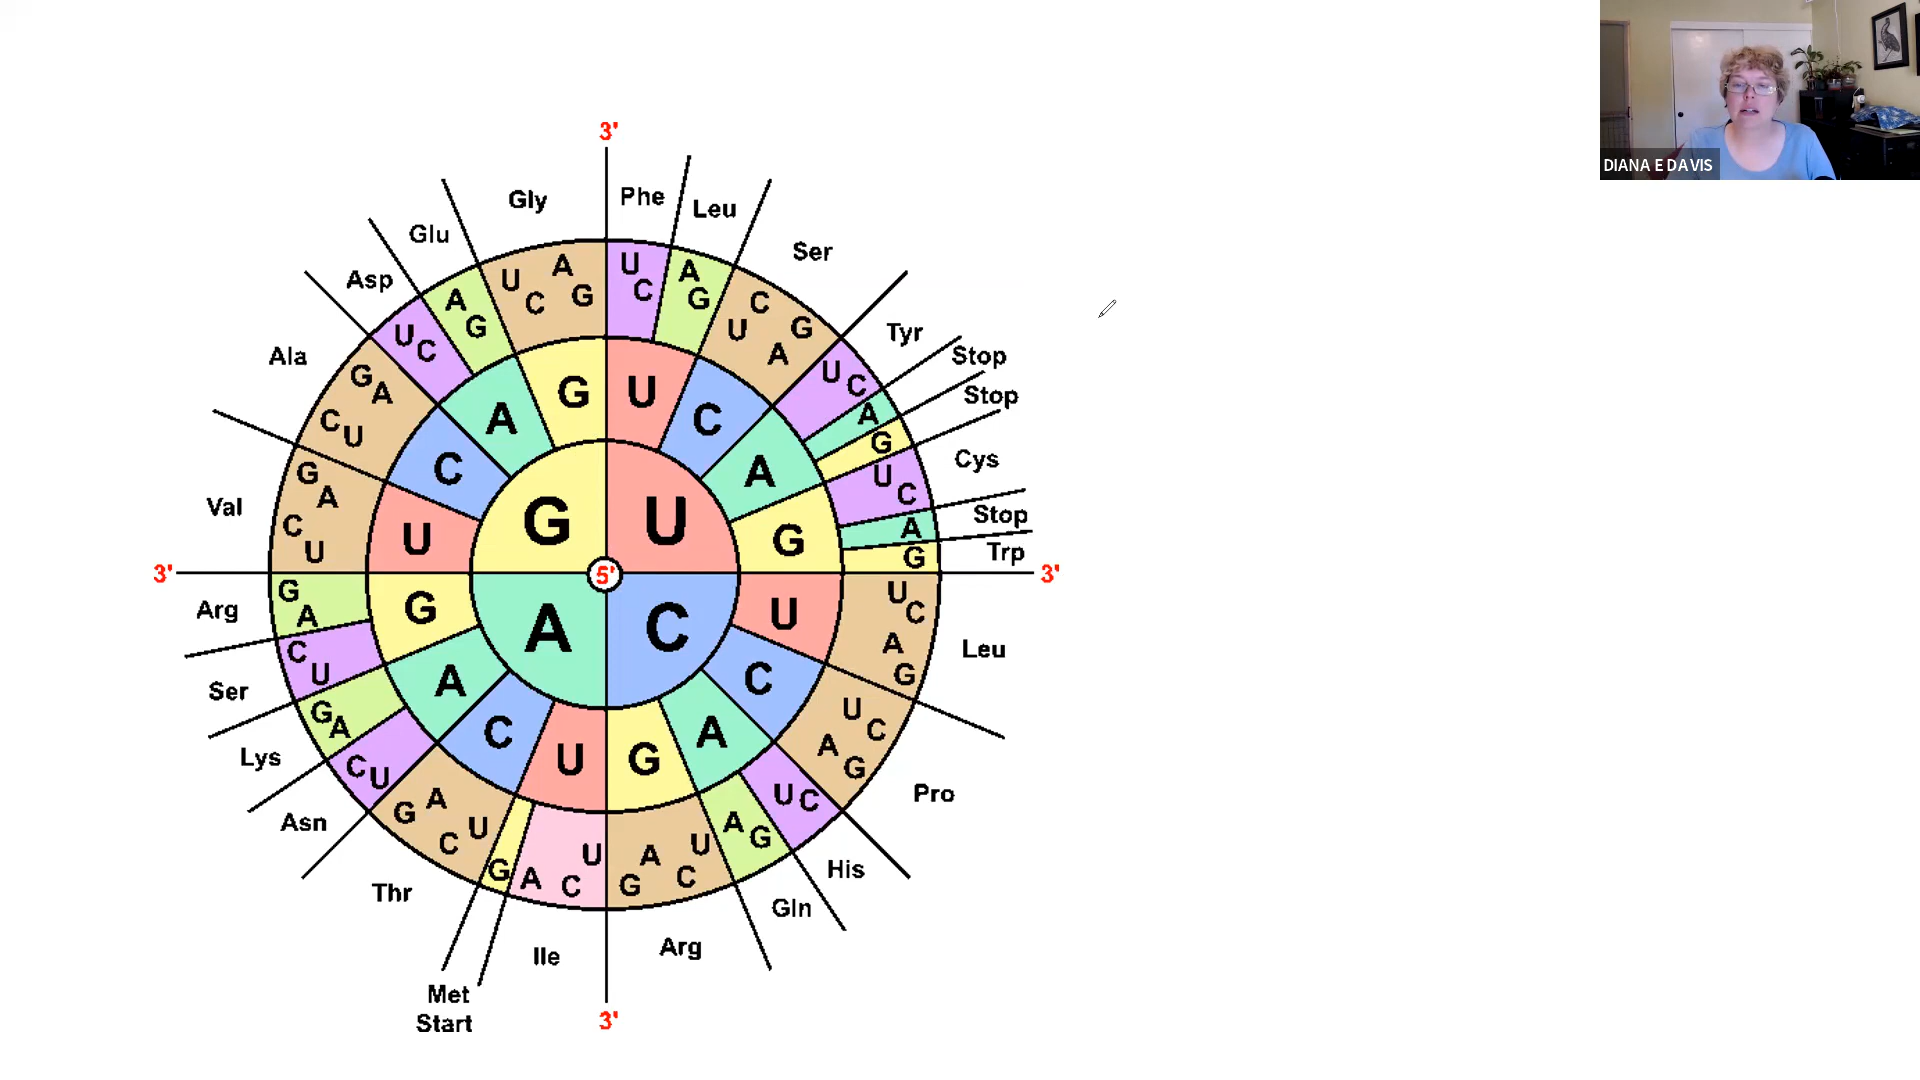 DIANA E DAVIS
3'
Gly
Phe
Leu
Glu
Ser
Asp
Tyr
Ala
Stop
Stop
Cys
Val
Stop
Trp
3'
3'
Arg
Leu
Ser
Lys
Pro
Asn
His
Thr
Gln
Arg
Ile
Met
Start
3'
5'
G U
A C
G U
C
A
G
U
C
A
G
U
C
A
G
U
C
A
U C
A G
U C G A
U C
A
G
U C
A
G
U C A G
U C A G
U C
A G
U C A G
U C A
G
U C A G
C U
G A
C U
G A
G A C U
G A C U
U C
A G
U C A G